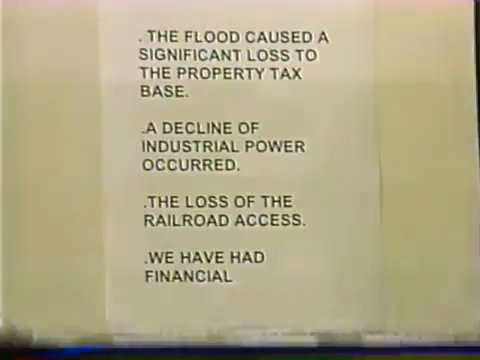 . THE FLOOD CAUSED A
SIGNIFICANT LOSS TO
THE PROPERTY TAX
BASE.
.A DECLINE OF
INDUSTRIAL POWER
OCCURRED.
.THE LOSS OF THE
RAILROAD ACCESS.
.WE HAVE HAD
FINANCIAL